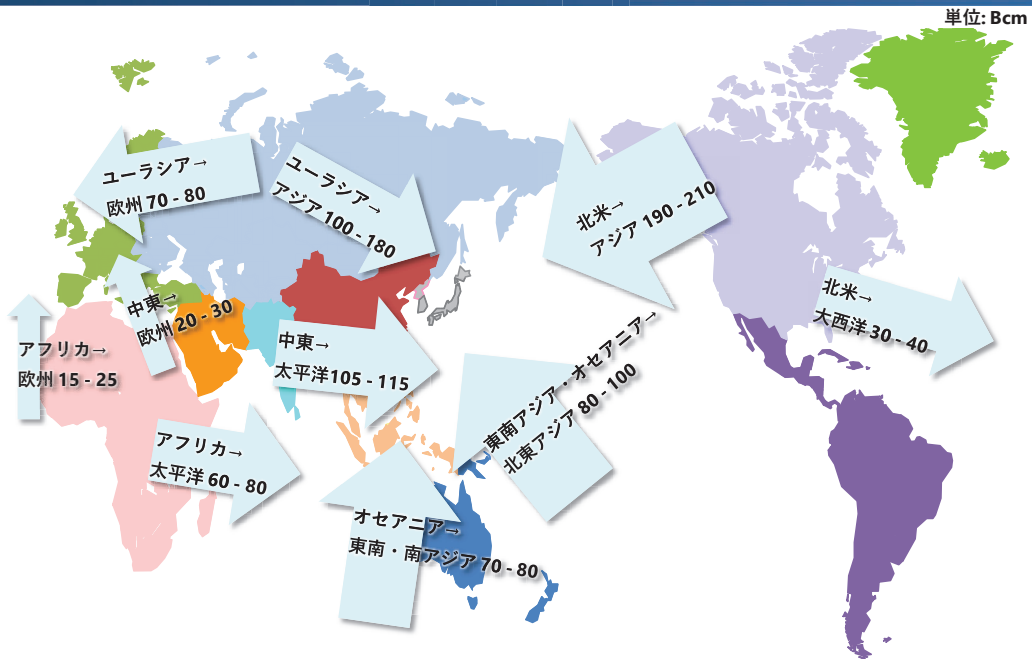 単位: Bcm
ユーラシア→
欧州 70 - 80
ユーラシア→
アジア 100 - 180
北米→
アジア 190 - 210
北米→
大西洋 30 - 40
中東→
欧州 20 - 30
中東→
太平洋105 - 115
アフリカ→
欧州 15 - 25
東南アジア・オセアニア→
北東アジア 80 - 100
アフリカ→
太平洋 60 - 80
オセアニア→
東南・南アジア 70 - 80